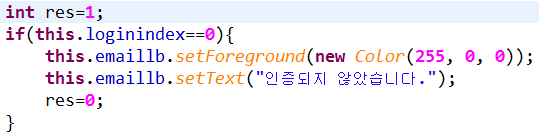 int res=1;
if(this.loginindex==0){
    this.emaillb.setForeground(new Color(255, 0, 0));
    this.emaillb.setText("인증되지 않았습니다.");
    res=0;
}